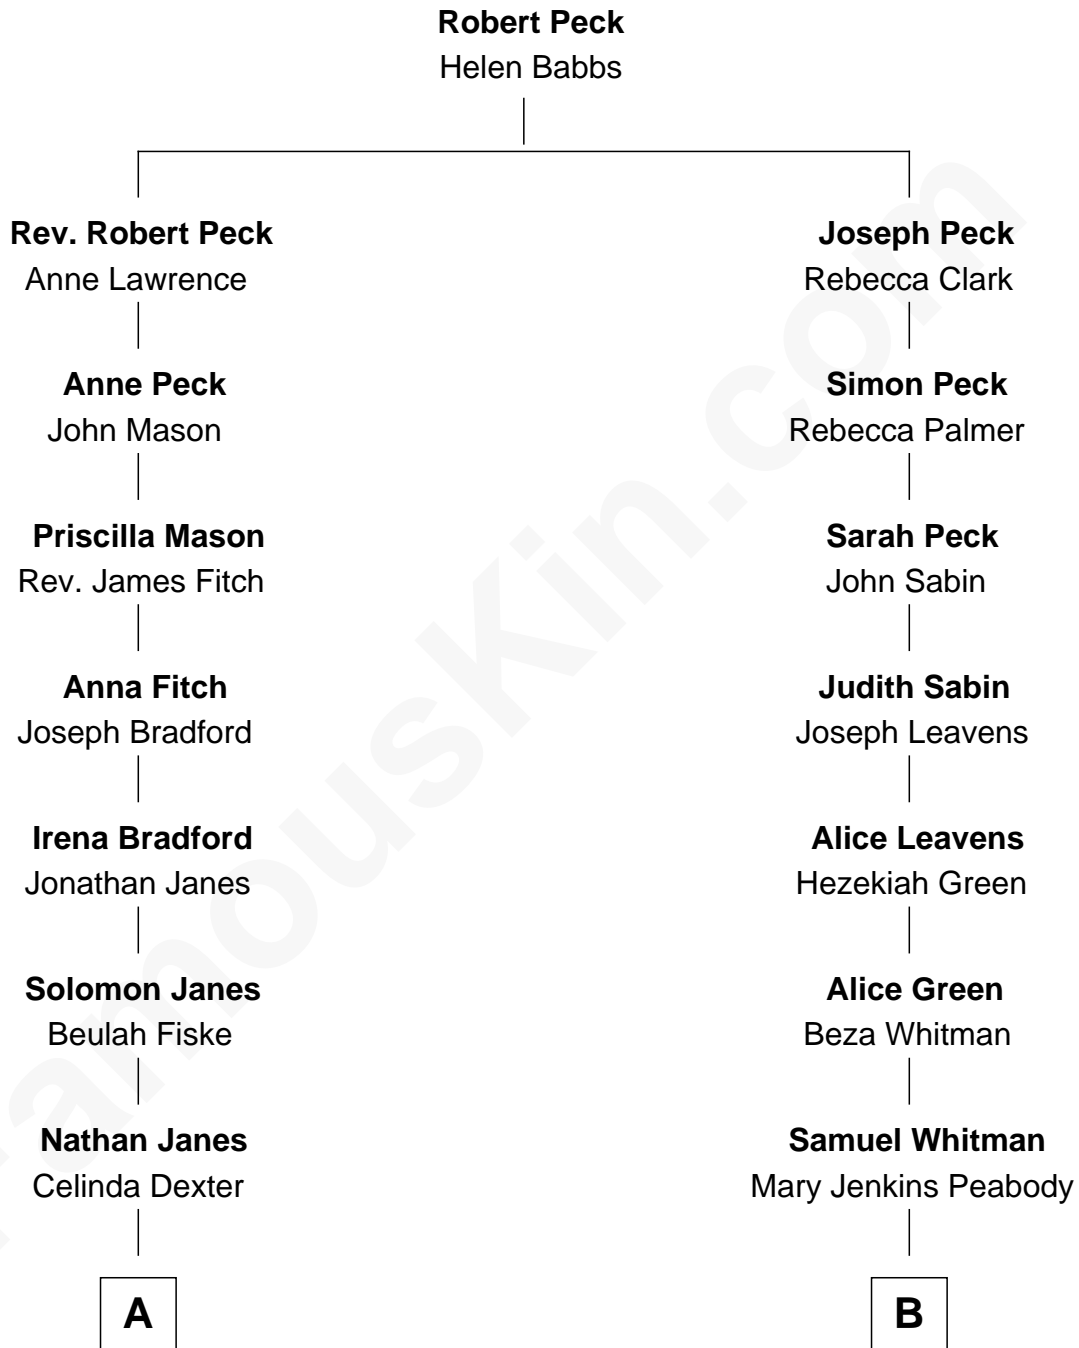 Robert Peck
Helen Babbs
Rev. Robert Peck
Anne Lawrence
Joseph Peck
Rebecca Clark
Anne Peck
John Mason
Simon Peck
Rebecca Palmer
Priscilla Mason
Rev. James Fitch
Sarah Peck
John Sabin
Anna Fitch
Joseph Bradford
Judith Sabin
Joseph Leavens
Irena Bradford
Jonathan Janes
Alice Leavens
Hezekiah Green
Solomon Janes
Beulah Fiske
Alice Green
Beza Whitman
Nathan Janes
Celinda Dexter
Samuel Whitman
Mary Jenkins Peabody
A
B
FamousKin.com